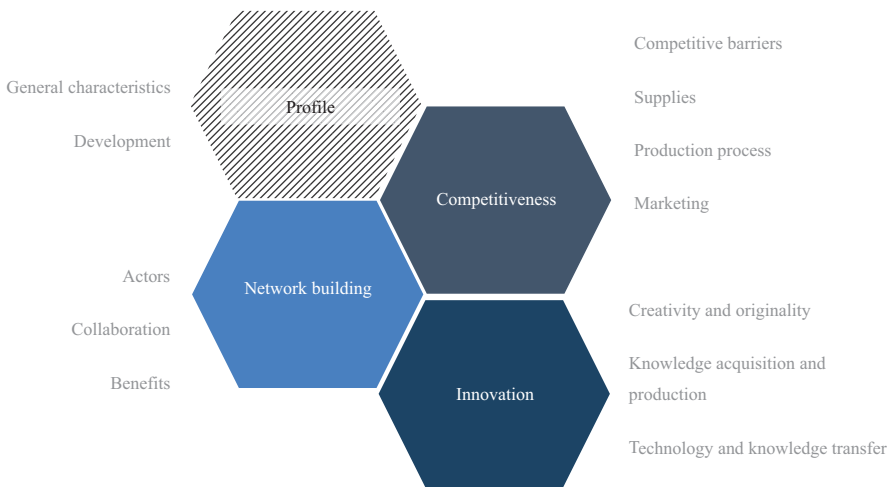 General characteristics
Development
Profile
Competitive barriers
Supplies
Production process
Marketing
Competitiveness
Actors
Collaboration
Benefits
Network building
Creativity and originality
Knowledge acquisition and
production
Technology and knowledge transfer
Innovation